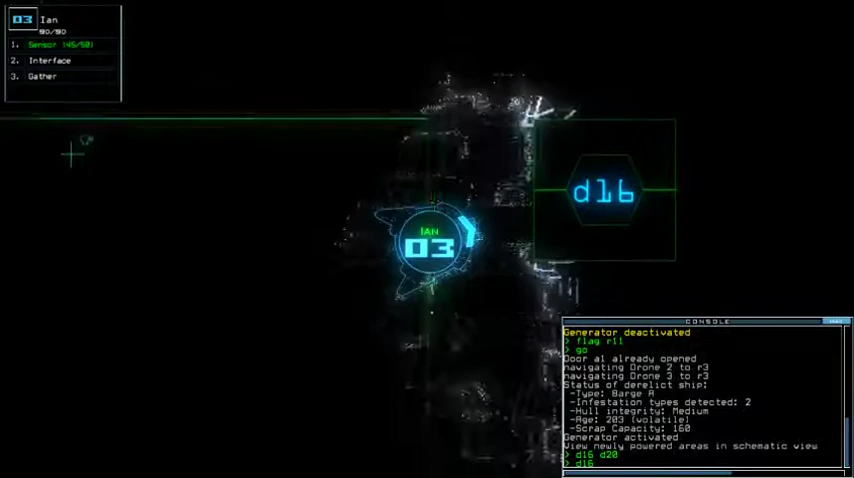 03 Ian
90/90
1. Sensor (45/50)
2. Interface
3. Gather
d16
IAN
03
CONSOLE
Generator deactivated
> flag r11
> go
Door a1 already opened
navigating Drone 2 to r3
navigating Drone 3 to r3
Status of derelict ship:
-Type: Barge A
-Infestation types detected: 2
-Hull integrity: Medium
-Age: 203 (volatile)
-Scrap Capacity: 160
Generator activated
View newly powered areas in schematic view
> d16 d20
> d16